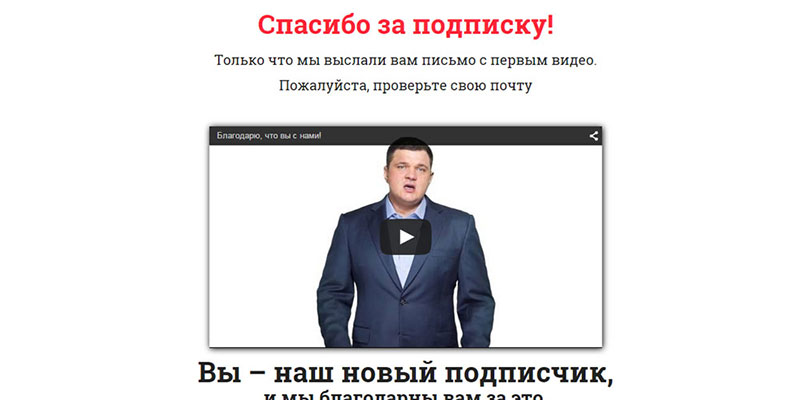 Спасибо за подписку!
Только что мы выслали вам письмо с первым видео.
Пожалуйста, проверьте свою почту
Благодарю, что вы с нами!
Вы – наш новый подписчик,
и мы благодарны вам за это